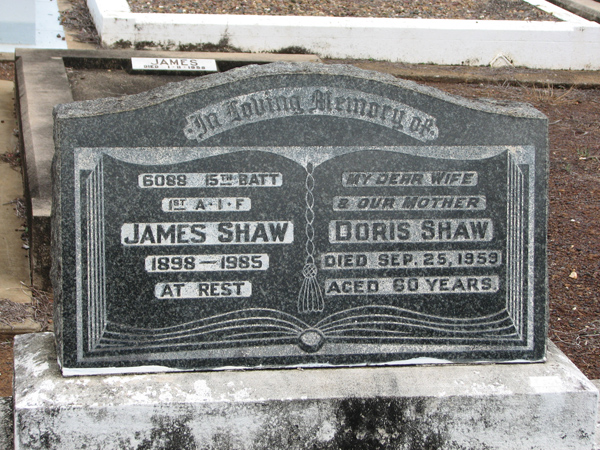 JAMES
In Loving Memory of
6088 15TH BATT
1ST A·I·F
JAMES SHAW
1898—1985
AT REST
MY DEAR WIFE
& OUR MOTHER
DORIS SHAW
DIED SEP. 25, 1959
AGED 60 YEARS.